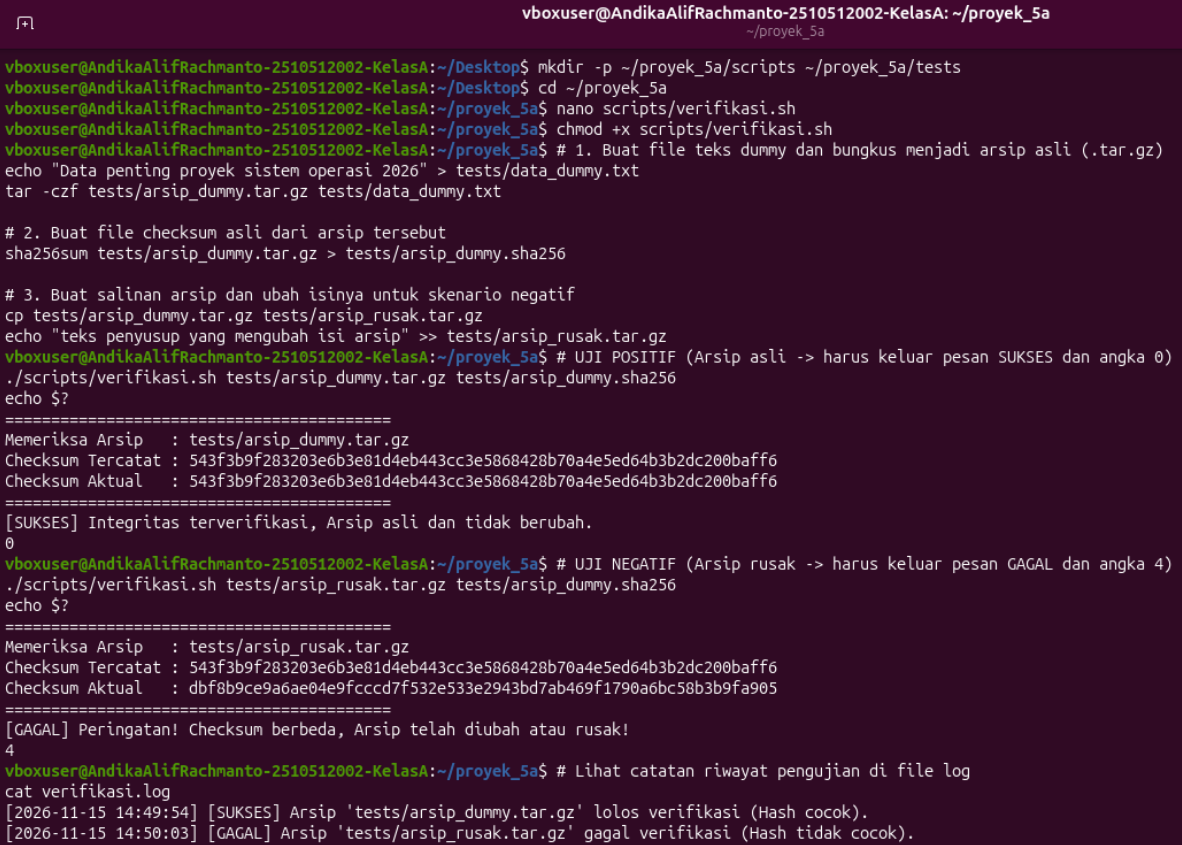 vboxuser@AndikaAlifRachmanto-2510512002-KelasA: ~/proyek_5a
~/proyek_5a
vboxuser@AndikaAlifRachmanto-2510512002-KelasA:~/Desktop$ mkdir -p ~/proyek_5a/scripts ~/proyek_5a/tests
vboxuser@AndikaAlifRachmanto-2510512002-KelasA:~/Desktop$ cd ~/proyek_5a
vboxuser@AndikaAlifRachmanto-2510512002-KelasA:~/proyek_5a$ nano scripts/verifikasi.sh
vboxuser@AndikaAlifRachmanto-2510512002-KelasA:~/proyek_5a$ chmod +x scripts/verifikasi.sh
vboxuser@AndikaAlifRachmanto-2510512002-KelasA:~/proyek_5a$ # 1. Buat file teks dummy dan bungkus menjadi arsip asli (.tar.gz)
echo "Data penting proyek sistem operasi 2026" > tests/data_dummy.txt
tar -czf tests/arsip_dummy.tar.gz tests/data_dummy.txt
# 2. Buat file checksum asli dari arsip tersebut
sha256sum tests/arsip_dummy.tar.gz > tests/arsip_dummy.sha256
# 3. Buat salinan arsip dan ubah isinya untuk skenario negatif
cp tests/arsip_dummy.tar.gz tests/arsip_rusak.tar.gz
echo "teks penyusup yang mengubah isi arsip" >> tests/arsip_rusak.tar.gz
vboxuser@AndikaAlifRachmanto-2510512002-KelasA:~/proyek_5a$ # UJI POSITIF (Arsip asli -> harus keluar pesan SUKSES dan angka 0)
./scripts/verifikasi.sh tests/arsip_dummy.tar.gz tests/arsip_dummy.sha256
echo $?
==========================================
Memeriksa Arsip   : tests/arsip_dummy.tar.gz
Checksum Tercatat : 543f3b9f283203e6b3e81d4eb443cc3e5868428b70a4e5ed64b3b2dc200baff6
Checksum Aktual   : 543f3b9f283203e6b3e81d4eb443cc3e5868428b70a4e5ed64b3b2dc200baff6
==========================================
[SUKSES] Integritas terverifikasi, Arsip asli dan tidak berubah.
0
vboxuser@AndikaAlifRachmanto-2510512002-KelasA:~/proyek_5a$ # UJI NEGATIF (Arsip rusak -> harus keluar pesan GAGAL dan angka 4)
./scripts/verifikasi.sh tests/arsip_rusak.tar.gz tests/arsip_dummy.sha256
echo $?
==========================================
Memeriksa Arsip   : tests/arsip_rusak.tar.gz
Checksum Tercatat : 543f3b9f283203e6b3e81d4eb443cc3e5868428b70a4e5ed64b3b2dc200baff6
Checksum Aktual   : dbf8b9ce9a6ae04e9fcccd7f532e533e2943bd7ab469f1790a6bc58b3b9fa905
==========================================
[GAGAL] Peringatan! Checksum berbeda, Arsip telah diubah atau rusak!
4
vboxuser@AndikaAlifRachmanto-2510512002-KelasA:~/proyek_5a$ # Lihat catatan riwayat pengujian di file log
cat verifikasi.log
[2026-11-15 14:49:54] [SUKSES] Arsip 'tests/arsip_dummy.tar.gz' lolos verifikasi (Hash cocok).
[2026-11-15 14:50:03] [GAGAL] Arsip 'tests/arsip_rusak.tar.gz' gagal verifikasi (Hash tidak cocok).